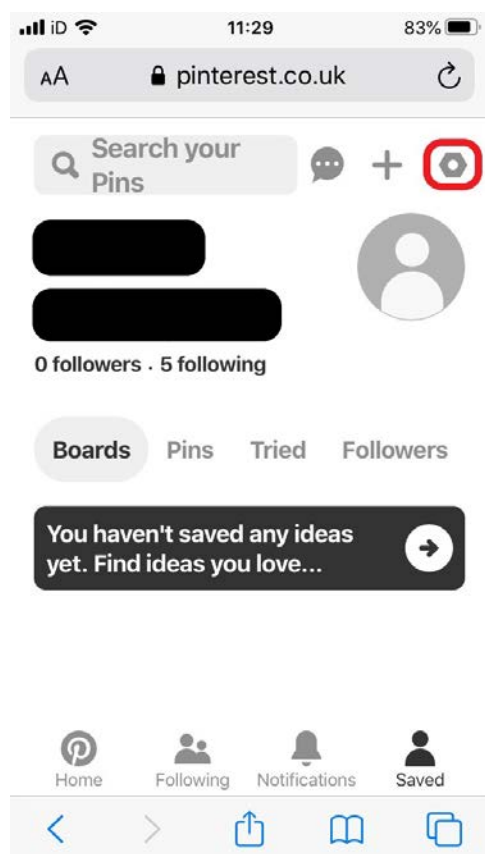 iD 11:29 83%
AA pinterest.co.uk
Search your
Pins
0 followers . 5 following
Boards Pins Tried Followers
You haven't saved any ideas
yet. Find ideas you love...
Home Following Notifications Saved